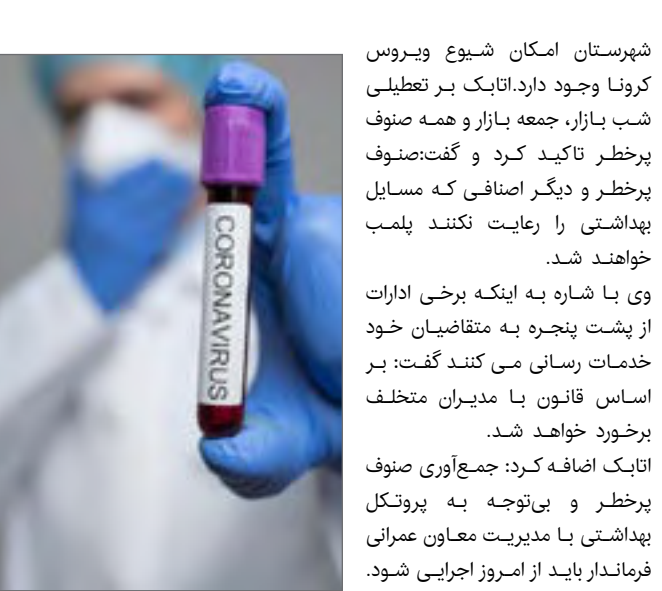 شهرستان امکان شیوع ویروس
کرونا وجود دارد.اتابک بر تعطیلی
شب بازار، جمعه بازار و همه صنوف
پرخطر تاکید کرد و گفت:صنوف
پرخطر و دیگر اصنافی که مسایل
بهداشتی را رعایت نکنند پلمب
خواهند شد.
وی با شاره به اینکه برخی ادارات
از پشت پنجره به متقاضیان خود
خدمات رسانی می کنند گفت: بر
اساس قانون با مدیران متخلف
برخورد خواهد شد.
اتابک اضافه کرد: جمع‌آوری صنوف
پرخطر و بی‌توجه به پروتکل
بهداشتی با مدیریت معاون عمرانی
فرماندار باید از امروز اجرایی شود.
CORONAVIRUS